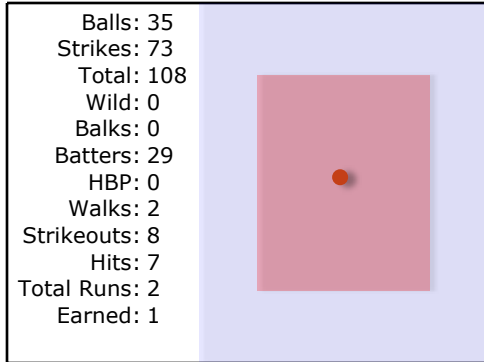 Balls: 35
Strikes: 73
Total: 108
Wild: 0
Balks: 0
Batters: 29
HBP: 0
Walks: 2
Strikeouts: 8
Hits: 7
Total Runs: 2
Earned: 1